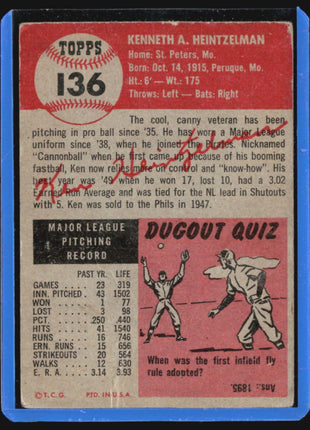 TOPPS
136
KENNETH A. HEINTZELMAN
Home: St. Peters, Mo.
Born: Oct. 14, 1915, Peruque, Mo.
Ht: 6' - Wt: 175
Throws: Left - Bats: Right
The cool, canny veteran has been
pitching in pro ball since '35. He has wore a Major League
uniform since '38, when he joined the Pirates. Nicknamed
"Cannonball" when he came because of his booming
fastball, Ken now relies on control and "know-how". His
best year was '49 when he won 17, lost 10, had a 3.02
Earned Run Average and was tied for the NL lead in Shutouts
with 5. Ken was sold to the Phils in 1947.
Ken Heintzelman
MAJOR LEAGUE
PITCHING
RECORD
PAST YR. LIFE
GAMES 23 319
INN. PITCHED 43 1502
WON 1 77
LOST 3 98
PCT. .250 .440
HITS 41 1540
RUNS 16 746
ERN. RUNS 15 656
STRIKEOUTS 20 564
WALKS 12 630
E. R. A. 3.14 3.93
© T. C. G. PTD. IN U.S.A.
DUGOUT QUIZ
When was the first infield fly
rule adopted?
Ans.: 1895.